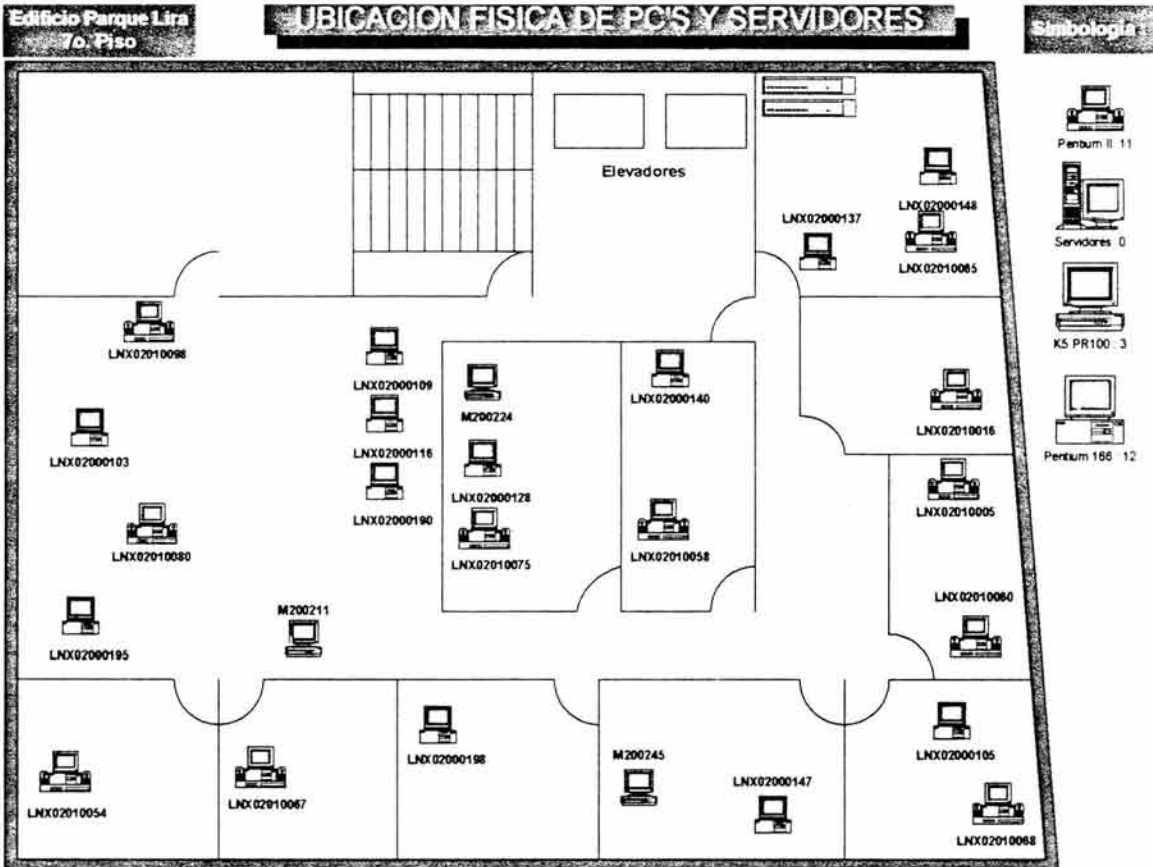 Edificio Parque Lira
7o. Piso
UBICACION FISICA DE PC'S Y SERVIDORES
Simbología :
Pentium II : 11
Servidores : 0
K5 PR100 : 3
Pentium 166 : 12
Elevadores
LNX02000148
LNX02000137
LNX02010085
LNX02010098
LNX02000109
LNX02000140
M200224
LNX02010016
LNX02000116
LNX02000103
LNX02000128
LNX02010005
LNX02000190
LNX02010080
LNX02010075
LNX02010058
LNX02010060
M200211
LNX02000195
LNX02000198
M200245
LNX02000105
LNX02000147
LNX02010054
LNX02010067
LNX02010068